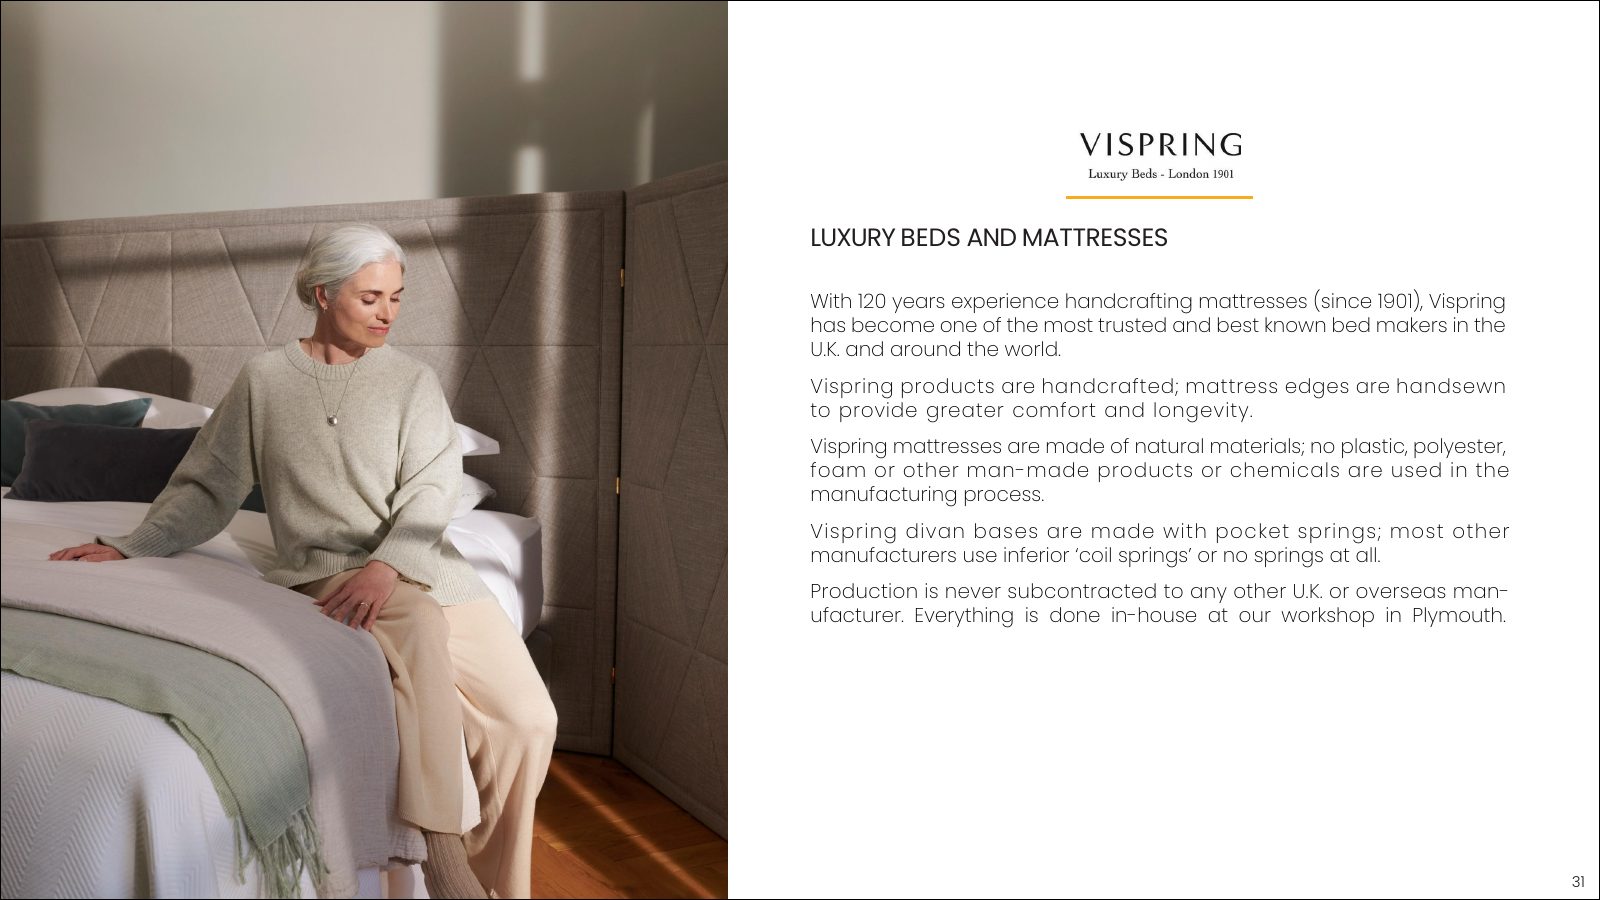 VISPRING
Luxury Beds - London 1901
LUXURY BEDS AND MATTRESSES
With 120 years experience handcrafting mattresses (since 1901), Vispring
has become one of the most trusted and best known bed makers in the
U.K. and around the world.
Vispring products are handcrafted; mattress edges are handsewn
to provide greater comfort and longevity.
Vispring mattresses are made of natural materials; no plastic, polyester,
foam or other man-made products or chemicals are used in the
manufacturing process.
Vispring divan bases are made with pocket springs; most other
manufacturers use inferior ‘coil springs’ or no springs at all.
Production is never subcontracted to any other U.K. or overseas man-
ufacturer. Everything is done in-house at our workshop in Plymouth.
31